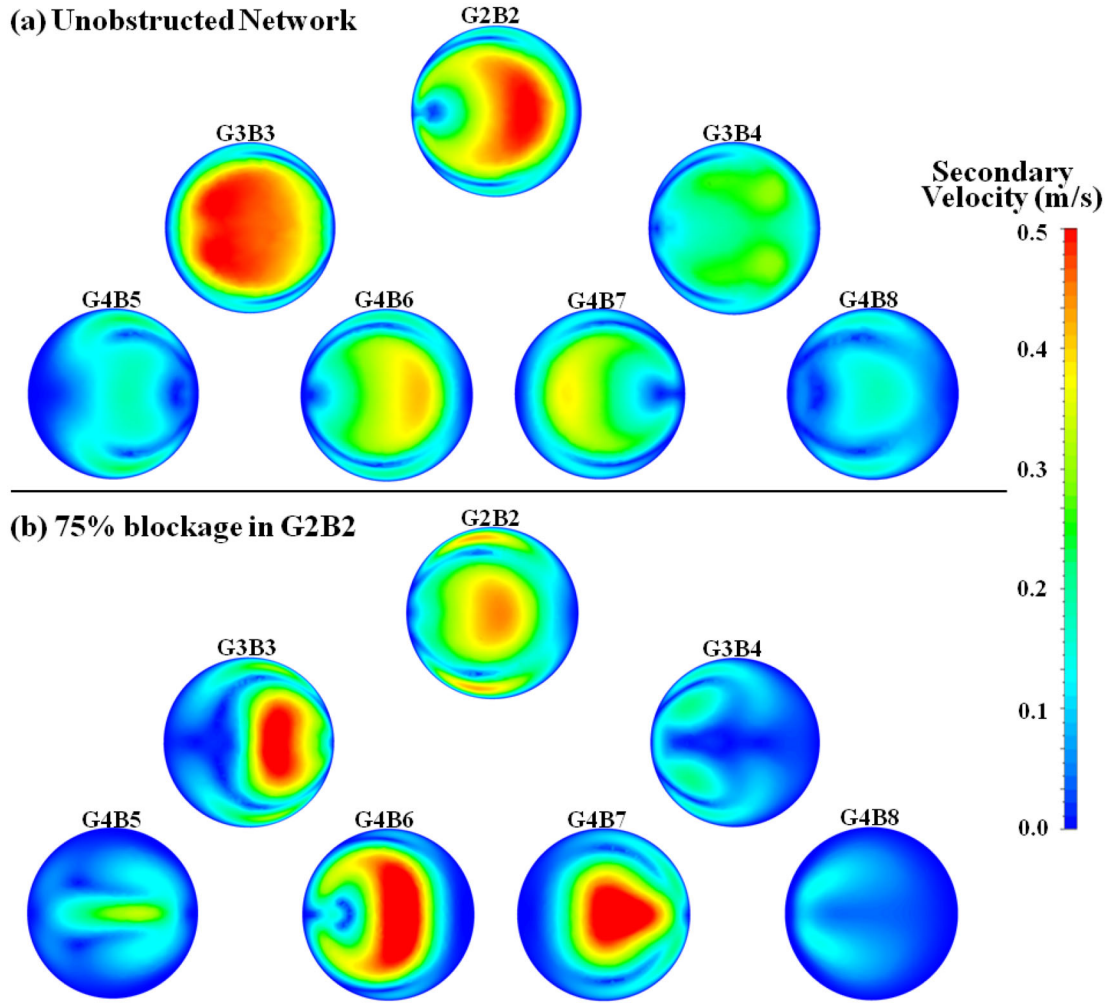 (a) Unobstructed Network
G2B2
G3B3
G3B4
G4B5
G4B6
G4B7
G4B8
Secondary
Velocity (m/s)
0.5
0.4
0.3
0.2
0.1
0.0
(b) 75% blockage in G2B2
G2B2
G3B3
G3B4
G4B5
G4B6
G4B7
G4B8